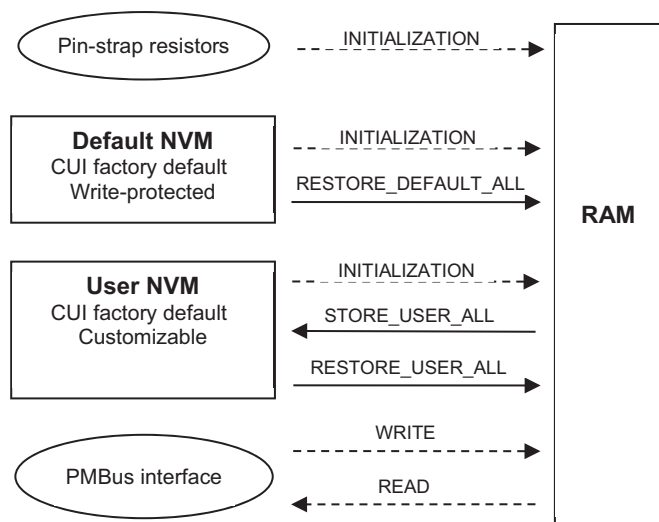 Pin-strap resistors
INITIALIZATION
Default NVM
CUI factory default
Write-protected
INITIALIZATION
RESTORE_DEFAULT_ALL
RAM
User NVM
CUI factory default
Customizable
INITIALIZATION
STORE_USER_ALL
RESTORE_USER_ALL
PMBus interface
WRITE
READ